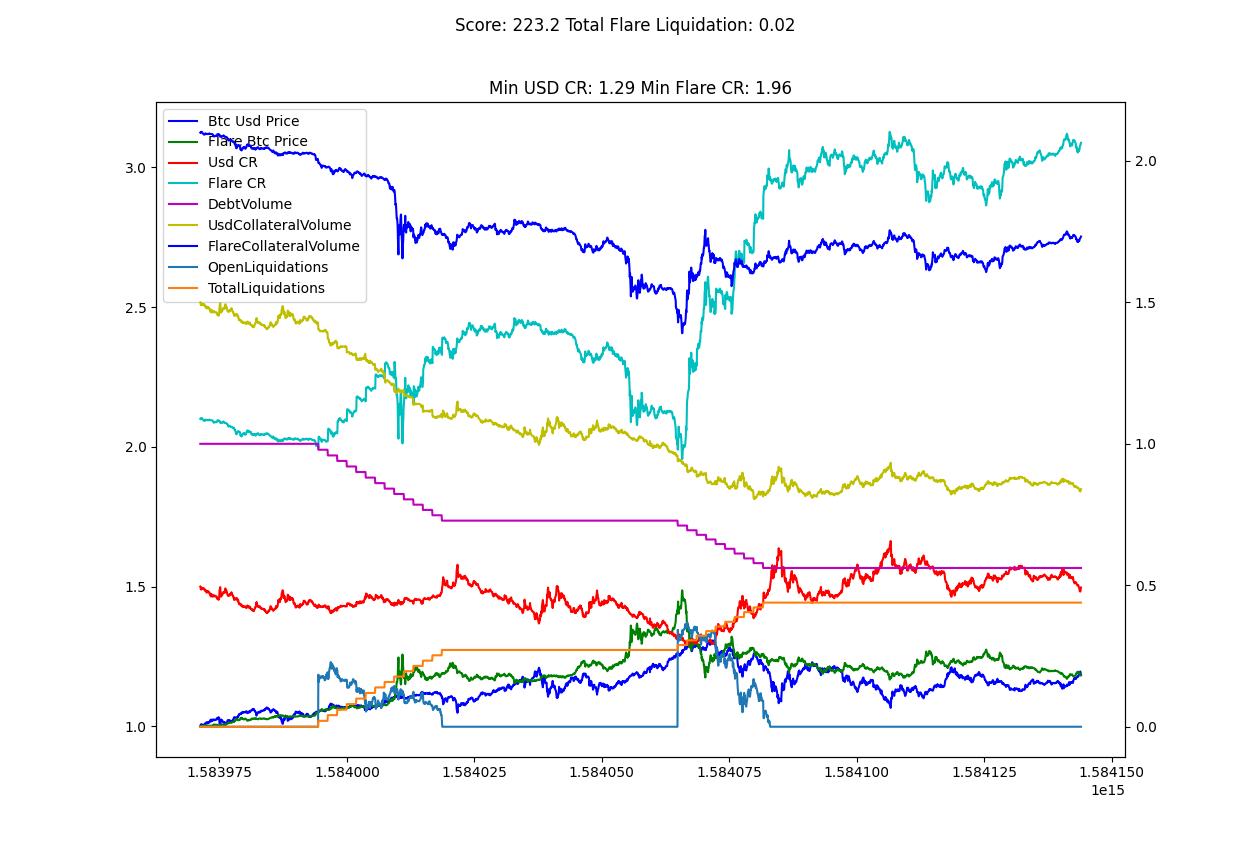 Score: 223.2 Total Flare Liquidation: 0.02
Min USD CR: 1.29 Min Flare CR: 1.96
Btc Usd Price
Flare Btc Price
Usd CR
Flare CR
DebtVolume
UsdCollateralVolume
FlareCollateralVolume
OpenLiquidations
TotalLiquidations
3.0
2.5
2.0
1.5
1.0
2.0
1.5
1.0
0.5
0.0
1.583975 1.584000 1.584025 1.584050 1.584075 1.584100 1.584125 1.584150
1e15